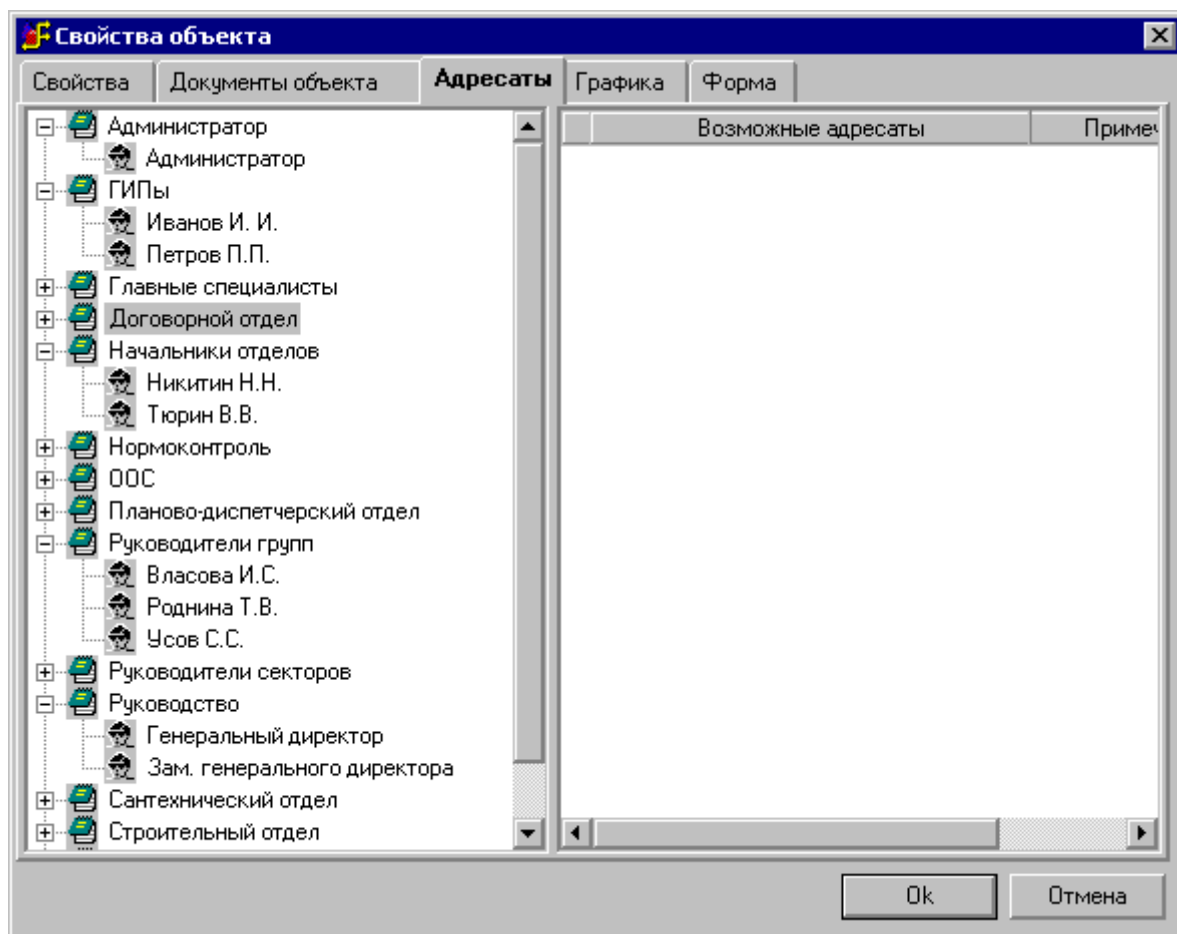 Свойства объекта
Свойства Документы объекта Адресаты Графика Форма
Администратор
Администратор
ГИПы
Иванов И. И.
Петров П.П.
Главные специалисты
Договорной отдел
Начальники отделов
Никитин Н.Н.
Тюрин В.В.
Нормоконтроль
ООС
Планово-диспетчерский отдел
Руководители групп
Власова И.С.
Роднина Т.В.
Усов С.С.
Руководители секторов
Руководство
Генеральный директор
Зам. генерального директора
Сантехнический отдел
Строительный отдел
Возможные адресаты Примеч
Ok Отмена